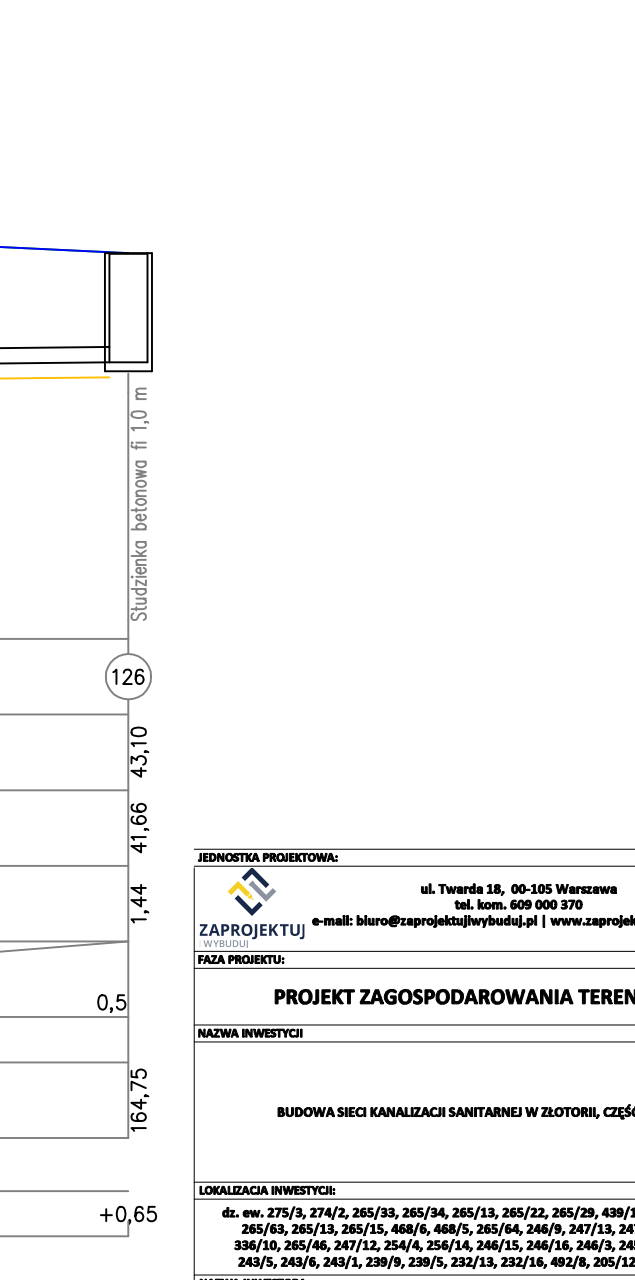 Studzienka betonowa fi 1,0 m
126
43,10
41,66
1,44
0,5
164,75
+0,65
JEDNOSTKA PROJEKTOWA:
ZAPROJEKTUJ
I WYBUDUJ
ul. Twarda 18, 00-105 Warszawa
tel. kom. 609 000 370
e-mail: biuro@zaprojektujiwybuduj.pl | www.zaprojek
FAZA PROJEKTU:
PROJEKT ZAGOSPODAROWANIA TEREN
NAZWA INWESTYCJI
BUDOWA SIECI KANALIZACJI SANITARNEJ W ZŁOTORII, CZĘŚ
LOKALIZACJA INWESTYCJI:
dz. ew. 275/3, 274/2, 265/33, 265/34, 265/13, 265/22, 265/29, 439/1
265/63, 265/13, 265/15, 468/6, 468/5, 265/64, 246/9, 247/13, 247
336/10, 265/46, 247/12, 254/4, 256/14, 246/15, 246/16, 246/3, 245
243/5, 243/6, 243/1, 239/9, 239/5, 232/13, 232/16, 492/8, 205/12